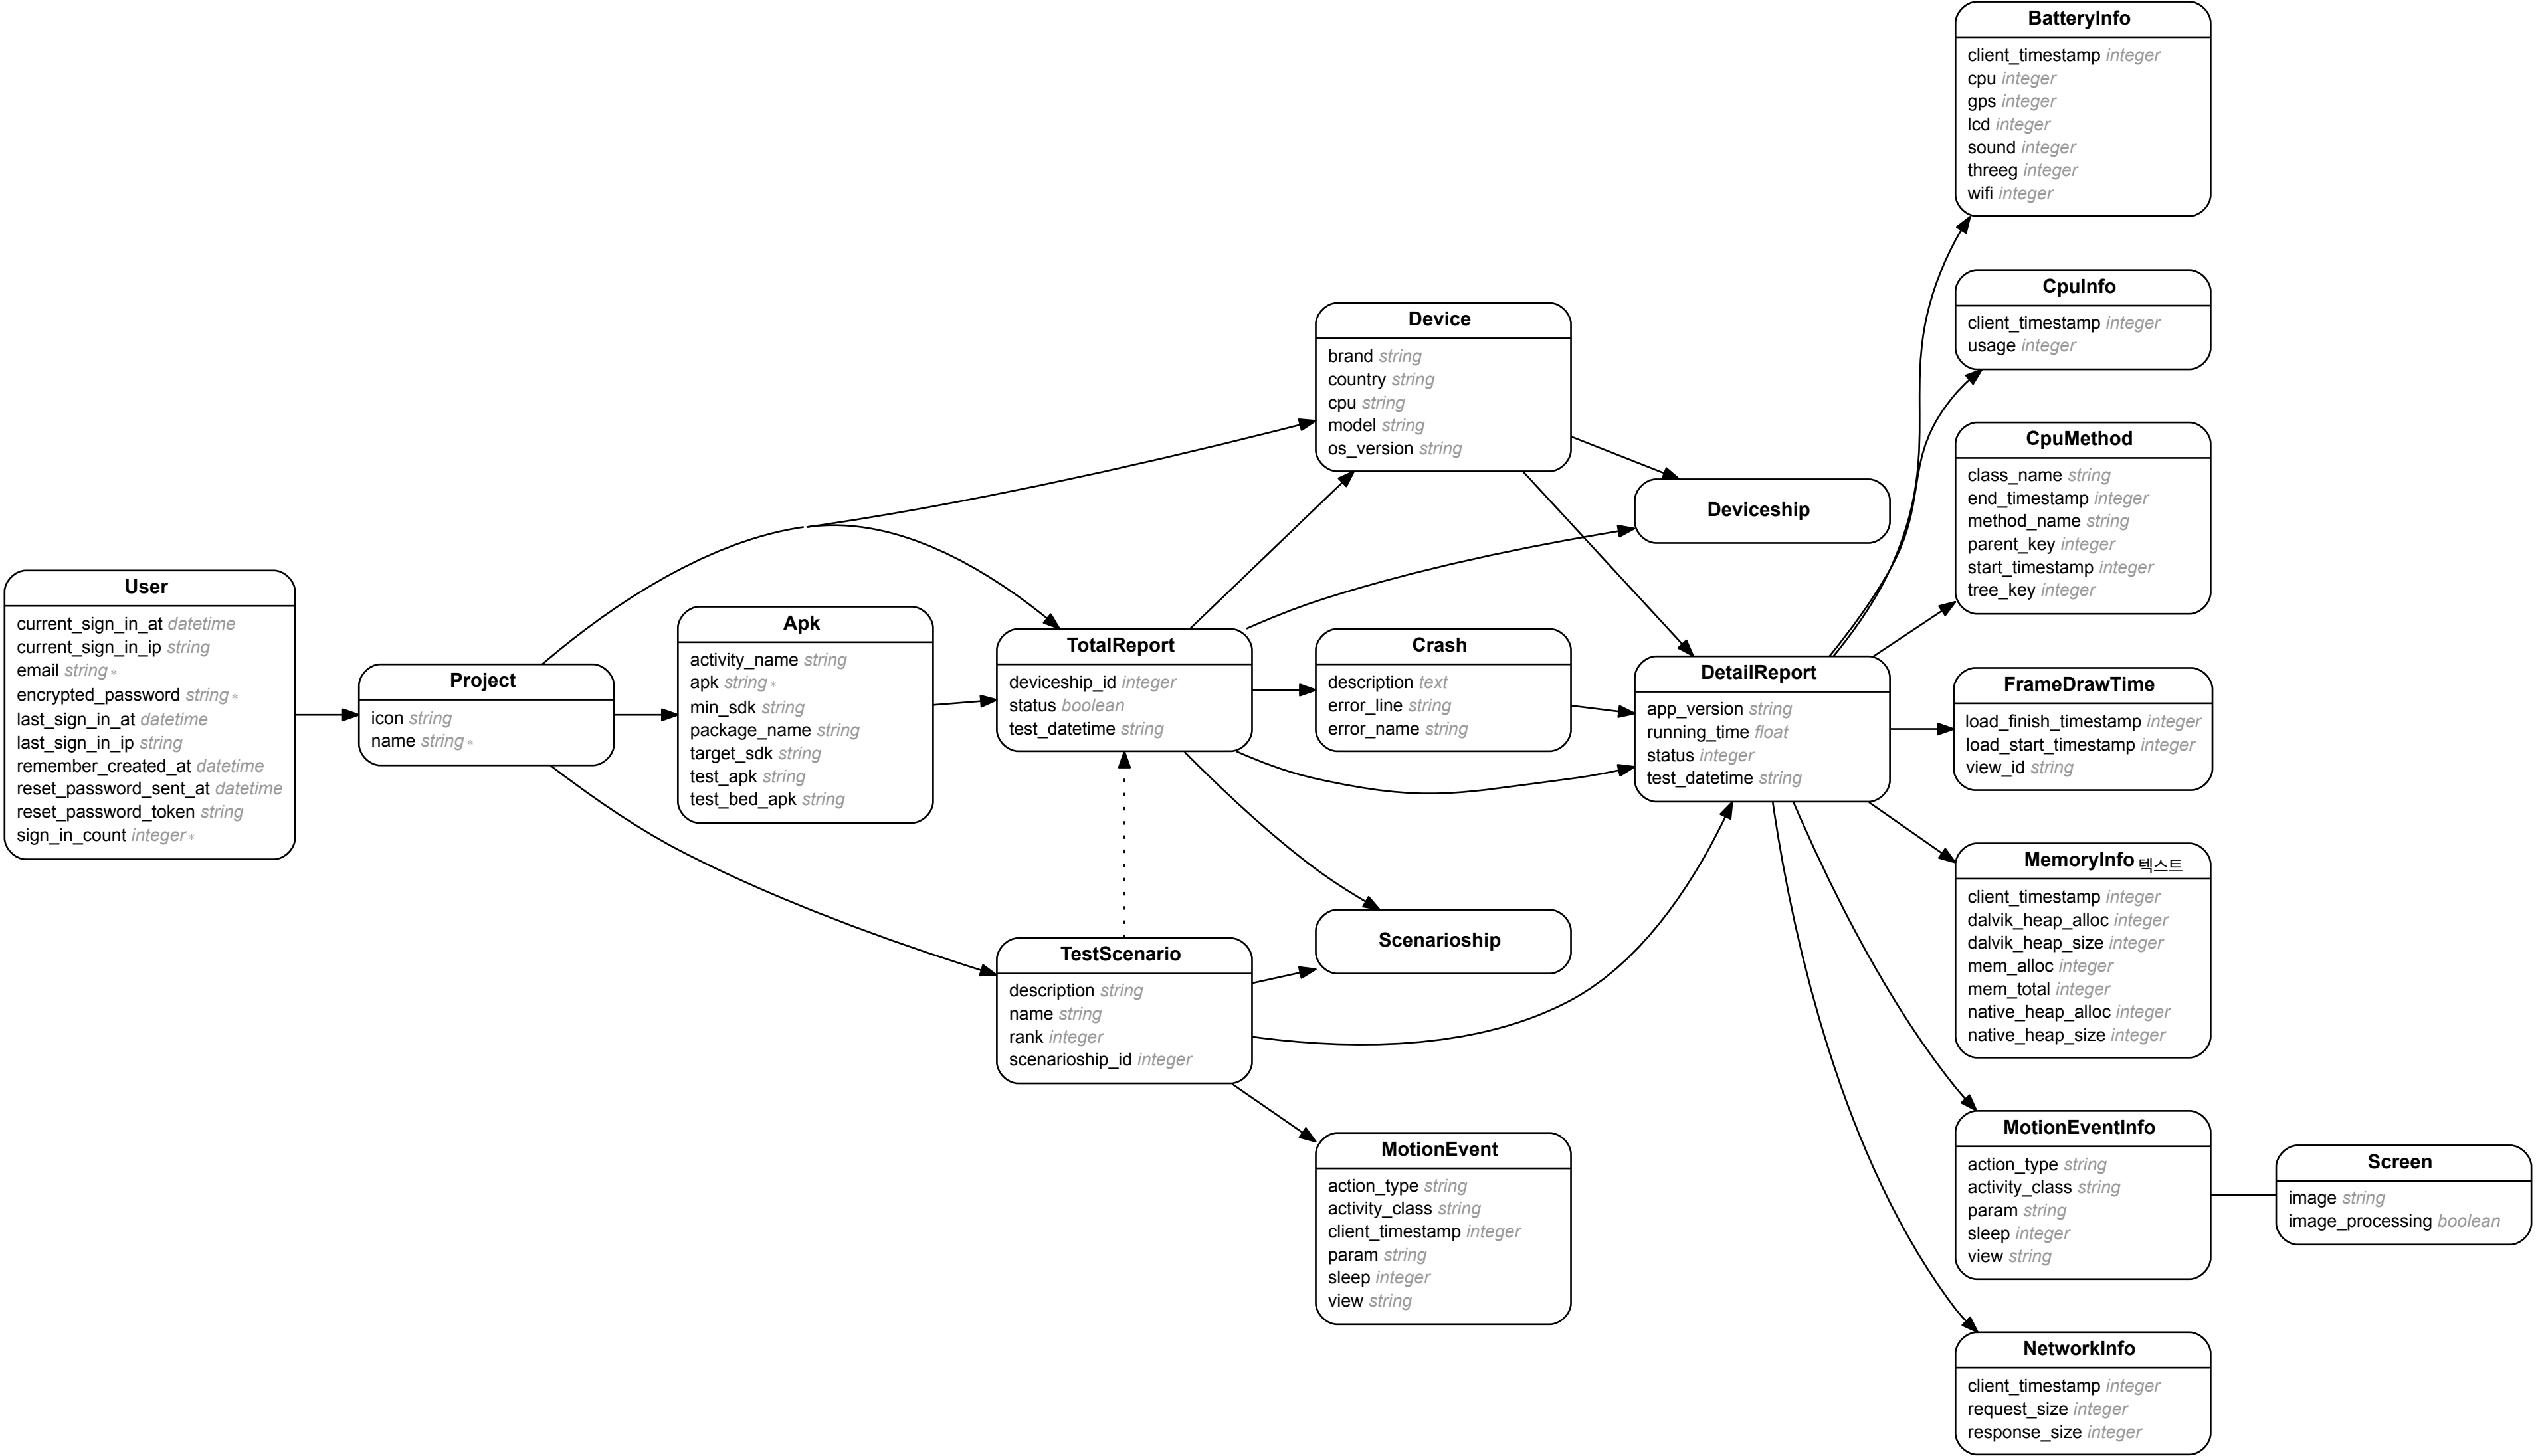 BatteryInfo
client_timestamp integer
cpu integer
gps integer
lcd integer
sound integer
threeg integer
wifi integer
CpuInfo
client_timestamp integer
usage integer
Device
brand string
country string
cpu string
model string
os_version string
CpuMethod
class_name string
end_timestamp integer
method_name string
parent_key integer
start_timestamp integer
tree_key integer
Deviceship
User
current_sign_in_at datetime
current_sign_in_ip string
email string *
encrypted_password string *
last_sign_in_at datetime
last_sign_in_ip string
remember_created_at datetime
reset_password_sent_at datetime
reset_password_token string
sign_in_count integer *
Project
icon string
name string *
Apk
activity_name string
apk string *
min_sdk string
package_name string
target_sdk string
test_apk string
test_bed_apk string
TotalReport
deviceship_id integer
status boolean
test_datetime string
Crash
description text
error_line string
error_name string
DetailReport
app_version string
running_time float
status integer
test_datetime string
FrameDrawTime
load_finish_timestamp integer
load_start_timestamp integer
view_id string
MemoryInfo 텍스트
client_timestamp integer
dalvik_heap_alloc integer
dalvik_heap_size integer
mem_alloc integer
mem_total integer
native_heap_alloc integer
native_heap_size integer
Scenarioship
TestScenario
description string
name string
rank integer
scenarioship_id integer
MotionEvent
action_type string
activity_class string
client_timestamp integer
param string
sleep integer
view string
MotionEventInfo
action_type string
activity_class string
param string
sleep integer
view string
Screen
image string
image_processing boolean
NetworkInfo
client_timestamp integer
request_size integer
response_size integer